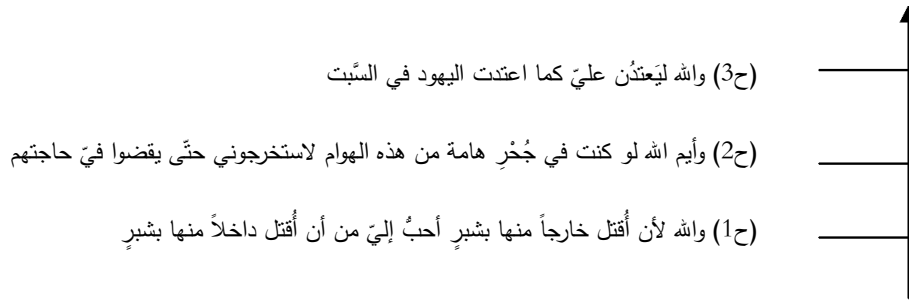 (ح3) والله ليَعتدُن عليّ كما اعتدت اليهود في السَّبت
(ح2) وأيم الله لو كنت في جُحْرِ هامة من هذه الهوام لاستخرجوني حتّى يقضوا فيّ حاجتهم
(ح1) والله لأن أُقتل خارجاً منها بشبرٍ أحبُّ إليّ من أن أُقتل داخلاً منها بشبرٍ